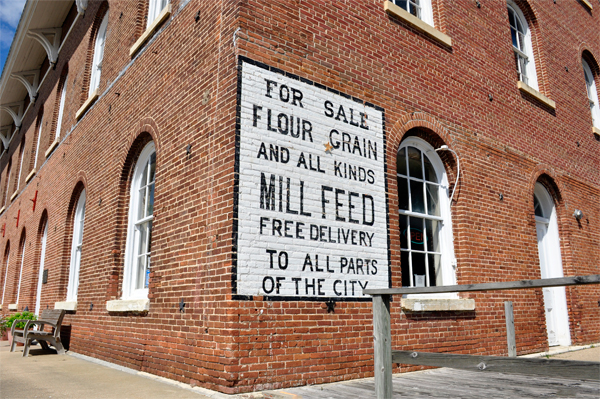 FOR SALE
FLOUR GRAIN
AND ALL KINDS
MILL FEED
FREE DELIVERY
TO ALL PARTS
OF THE CITY